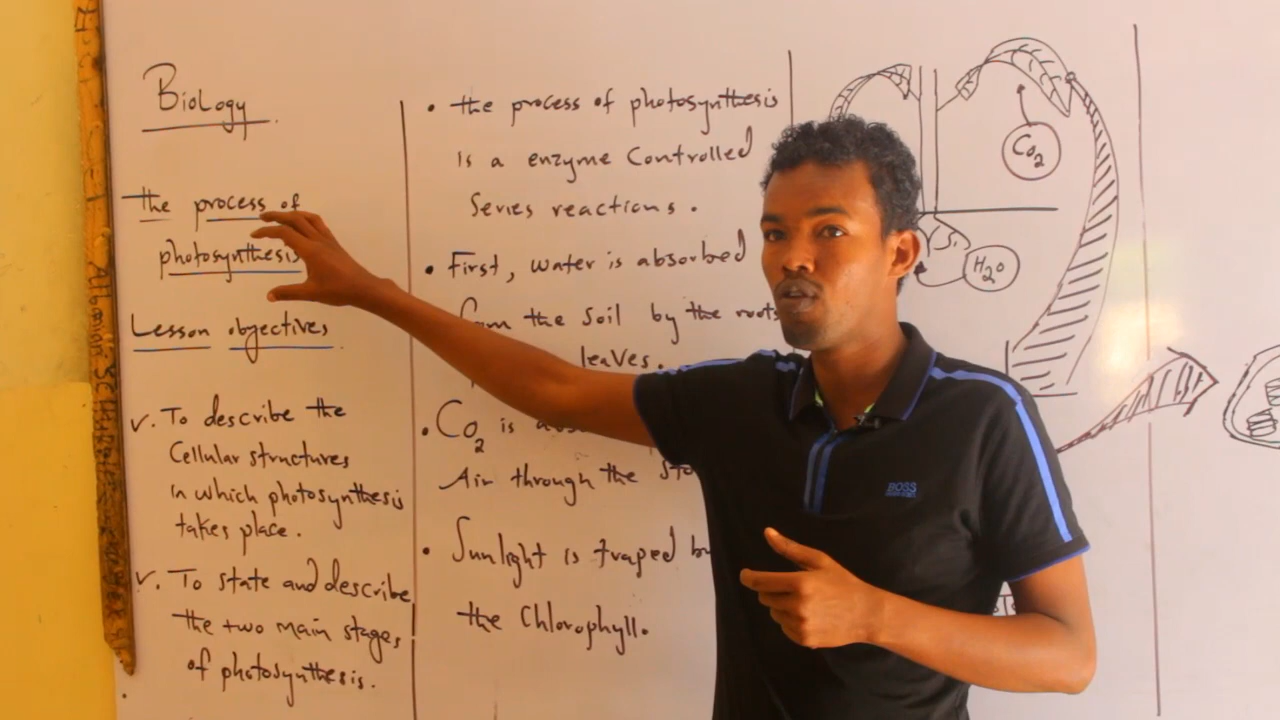 Biology
the process of
photosynthesis
Lesson objectives
v. To describe the
Cellular structures
in which photosynthesis
takes place.
v. To state and describe
the two main stages
of photosynthesis.
• the process of photosynthesis
is a enzyme Controlled
Series reactions.
• First, water is absorbed
from the soil by the roots
leaves.
• Co2 is
Air through the
• Sunlight is traped
the Chlorophyll.
Co2
H2o
BOSS